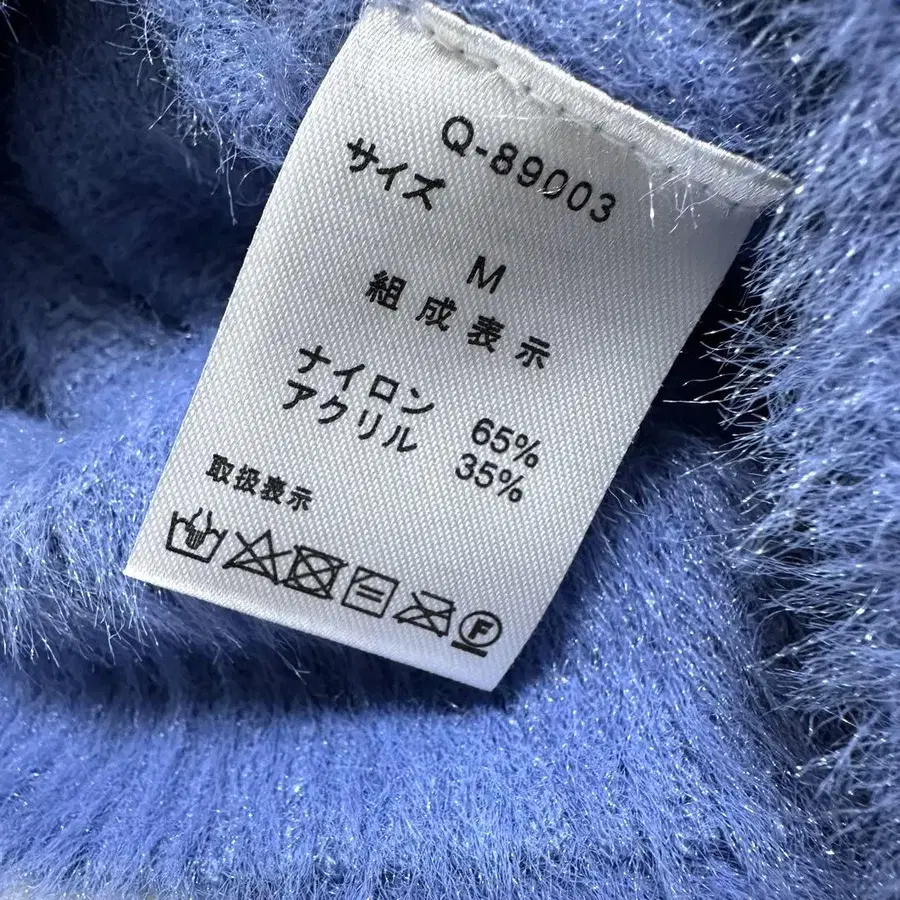 Q-89003
サイズ
M
組成表示
ナイロン 65%
アクリル 35%
取扱表示
F